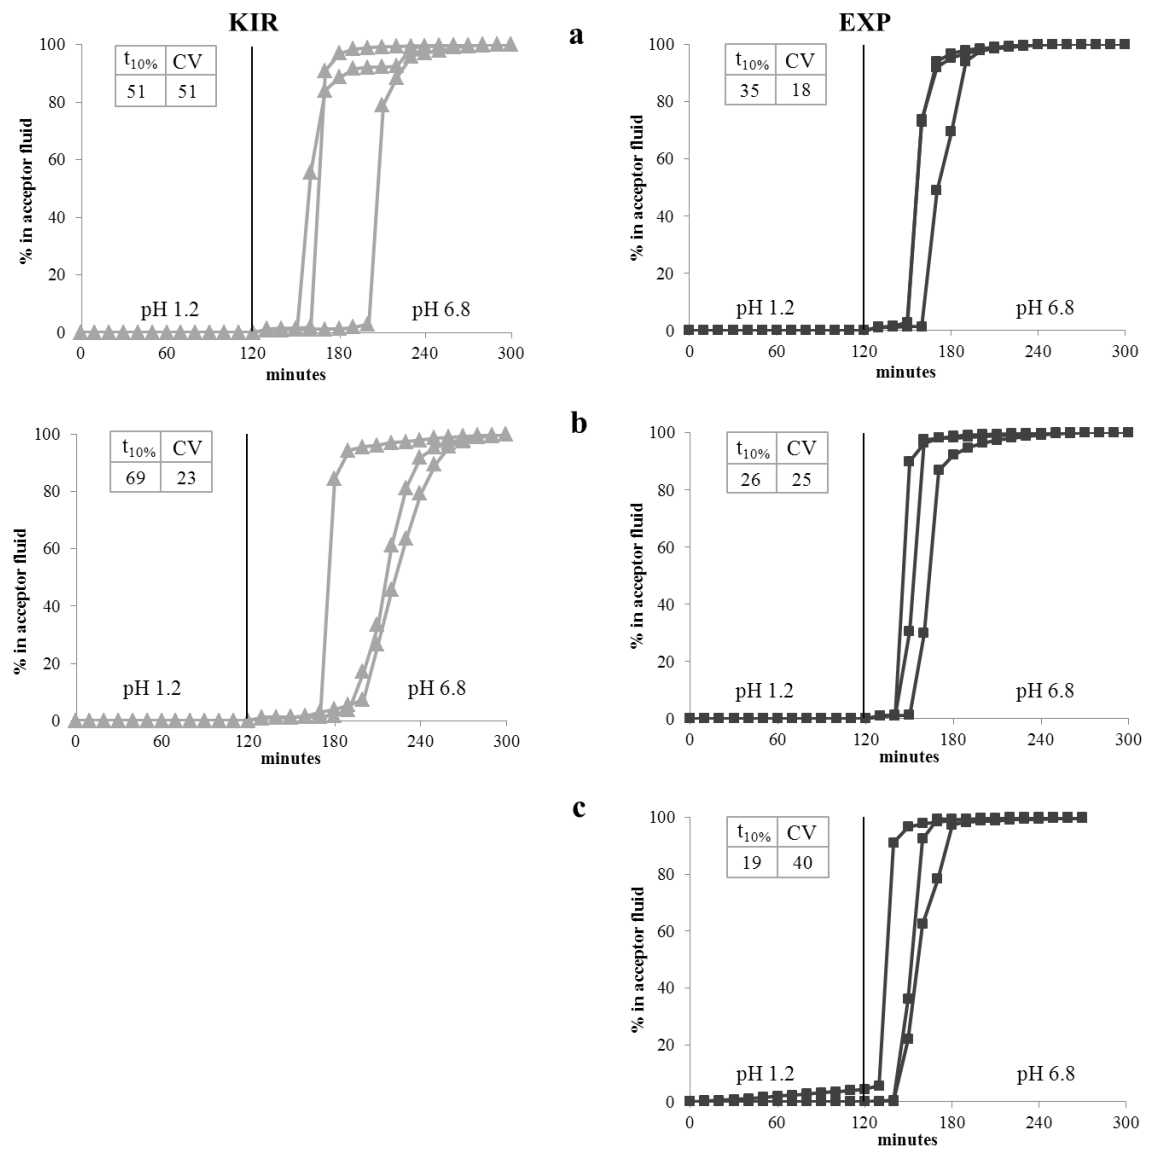 KIR
a
EXP
t10% CV
51 51
100
80
60
40
20
0
% in acceptor fluid
pH 1.2
pH 6.8
0 60 120 180 240 300
minutes
t10% CV
35 18
100
80
60
40
20
0
% in acceptor fluid
pH 1.2
pH 6.8
0 60 120 180 240 300
minutes
b
t10% CV
69 23
100
80
60
40
20
0
% in acceptor fluid
pH 1.2
pH 6.8
0 60 120 180 240 300
minutes
t10% CV
26 25
100
80
60
40
20
0
% in acceptor fluid
pH 1.2
pH 6.8
0 60 120 180 240 300
minutes
c
t10% CV
19 40
100
80
60
40
20
0
% in acceptor fluid
pH 1.2
pH 6.8
0 60 120 180 240 300
minutes